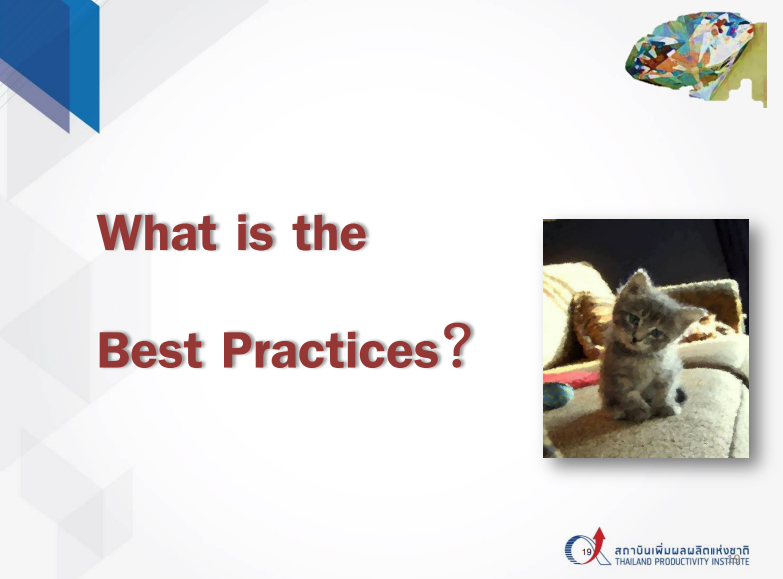 What is the
Best Practices?
19
สถาบันเพิ่มผลผลิตแห่งชาติ
THAILAND PRODUCTIVITY INSTITUTE
19